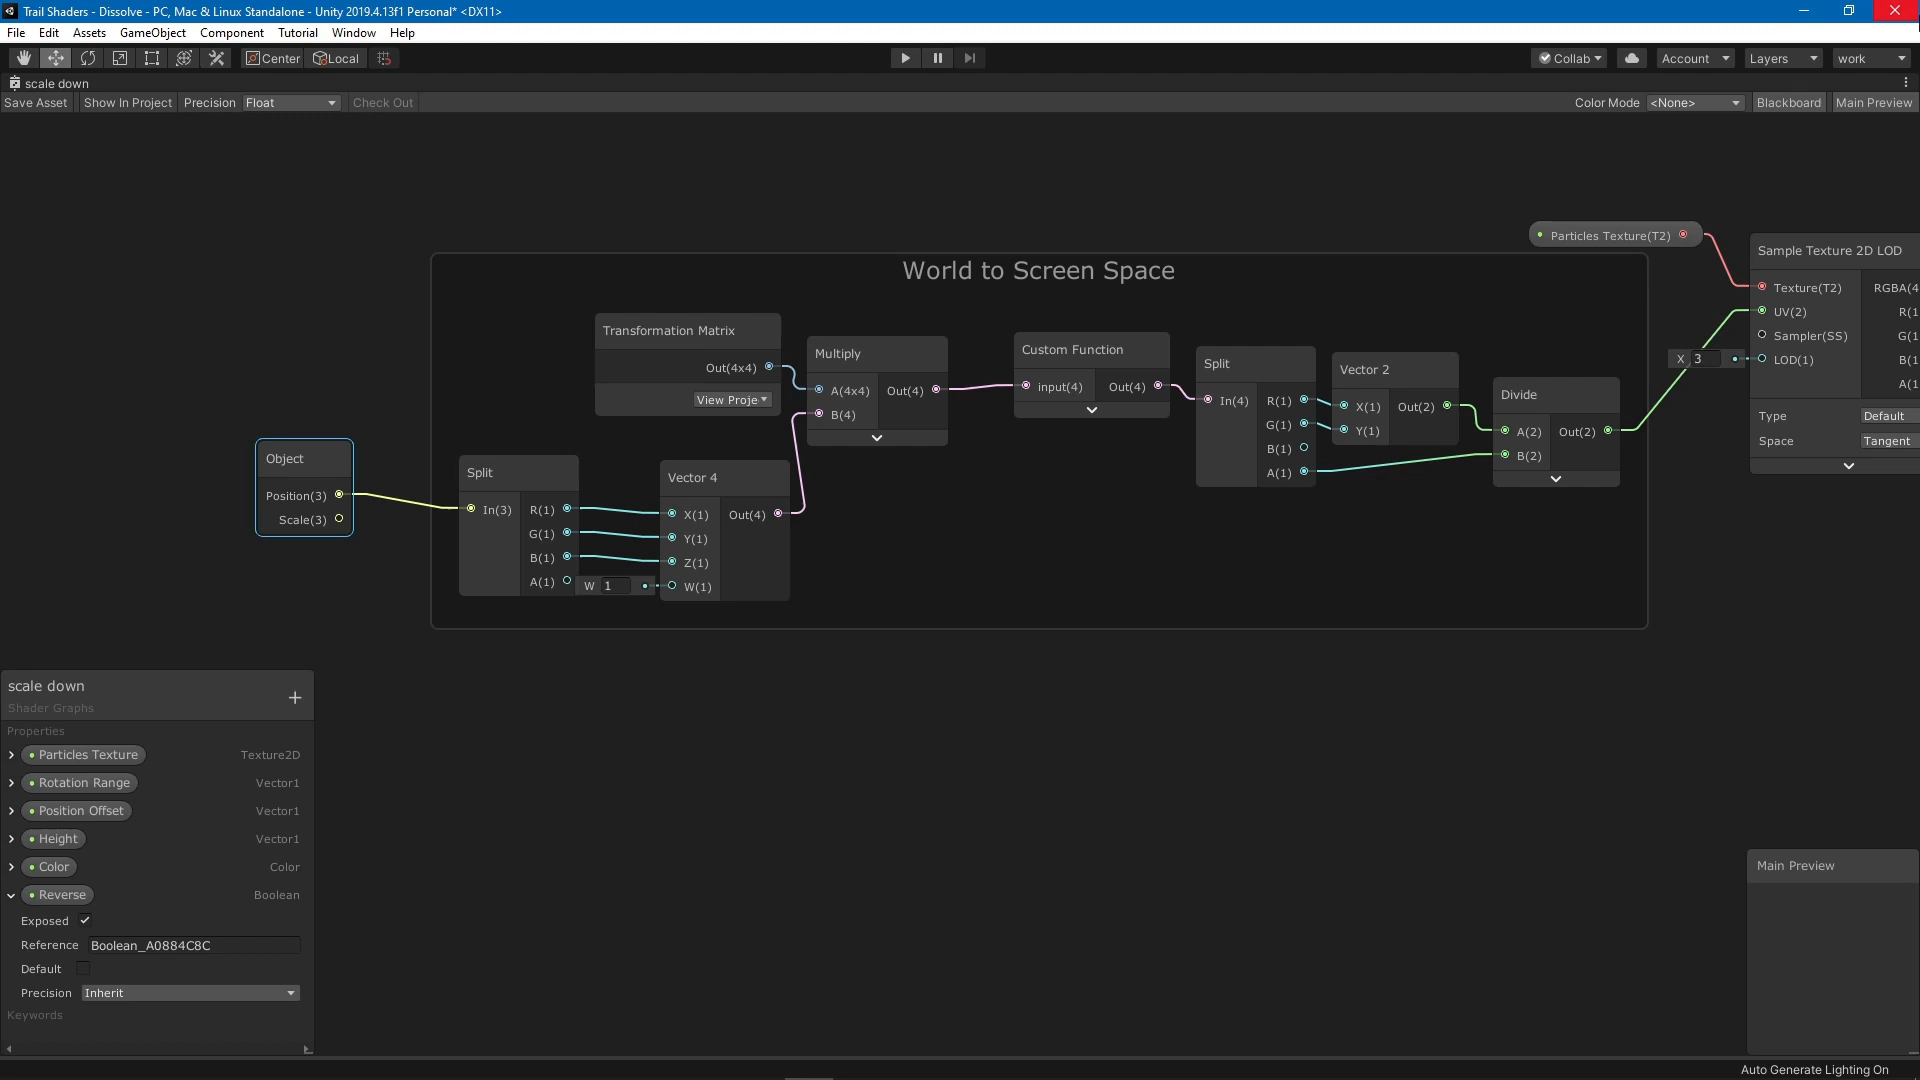 Trail Shaders - Dissolve - PC, Mac & Linux Standalone - Unity 2019.4.13f1 Personal* <DX11>
File Edit Assets GameObject Component Tutorial Window Help
Center Local Collab Account Layers work
scale down
Save Asset Show In Project Precision Float Check Out Color Mode <None> Blackboard Main Preview
Particles Texture(T2)
World to Screen Space
Transformation Matrix
Out(4x4)
View Proje
Multiply
A(4x4) Out(4)
B(4)
Custom Function
input(4) Out(4)
Split
In(4) R(1)
G(1)
B(1)
A(1)
Vector 2
X(1) Out(2)
Y(1)
Divide
A(2) Out(2)
B(2)
Sample Texture 2D LOD
Texture(T2) RGBA(4
UV(2) R(1
Sampler(SS) G(1
X 3 LOD(1) B(1
A(1
Type Default
Space Tangent
Object
Position(3)
Scale(3)
Split
In(3) R(1)
G(1)
B(1)
A(1)
W 1
Vector 4
X(1) Out(4)
Y(1)
Z(1)
W(1)
scale down
Shader Graphs
Properties
Particles Texture Texture2D
Rotation Range Vector1
Position Offset Vector1
Height Vector1
Color Color
Reverse Boolean
Exposed
Reference Boolean_A0884C8C
Default
Precision Inherit
Keywords
Main Preview
Auto Generate Lighting On